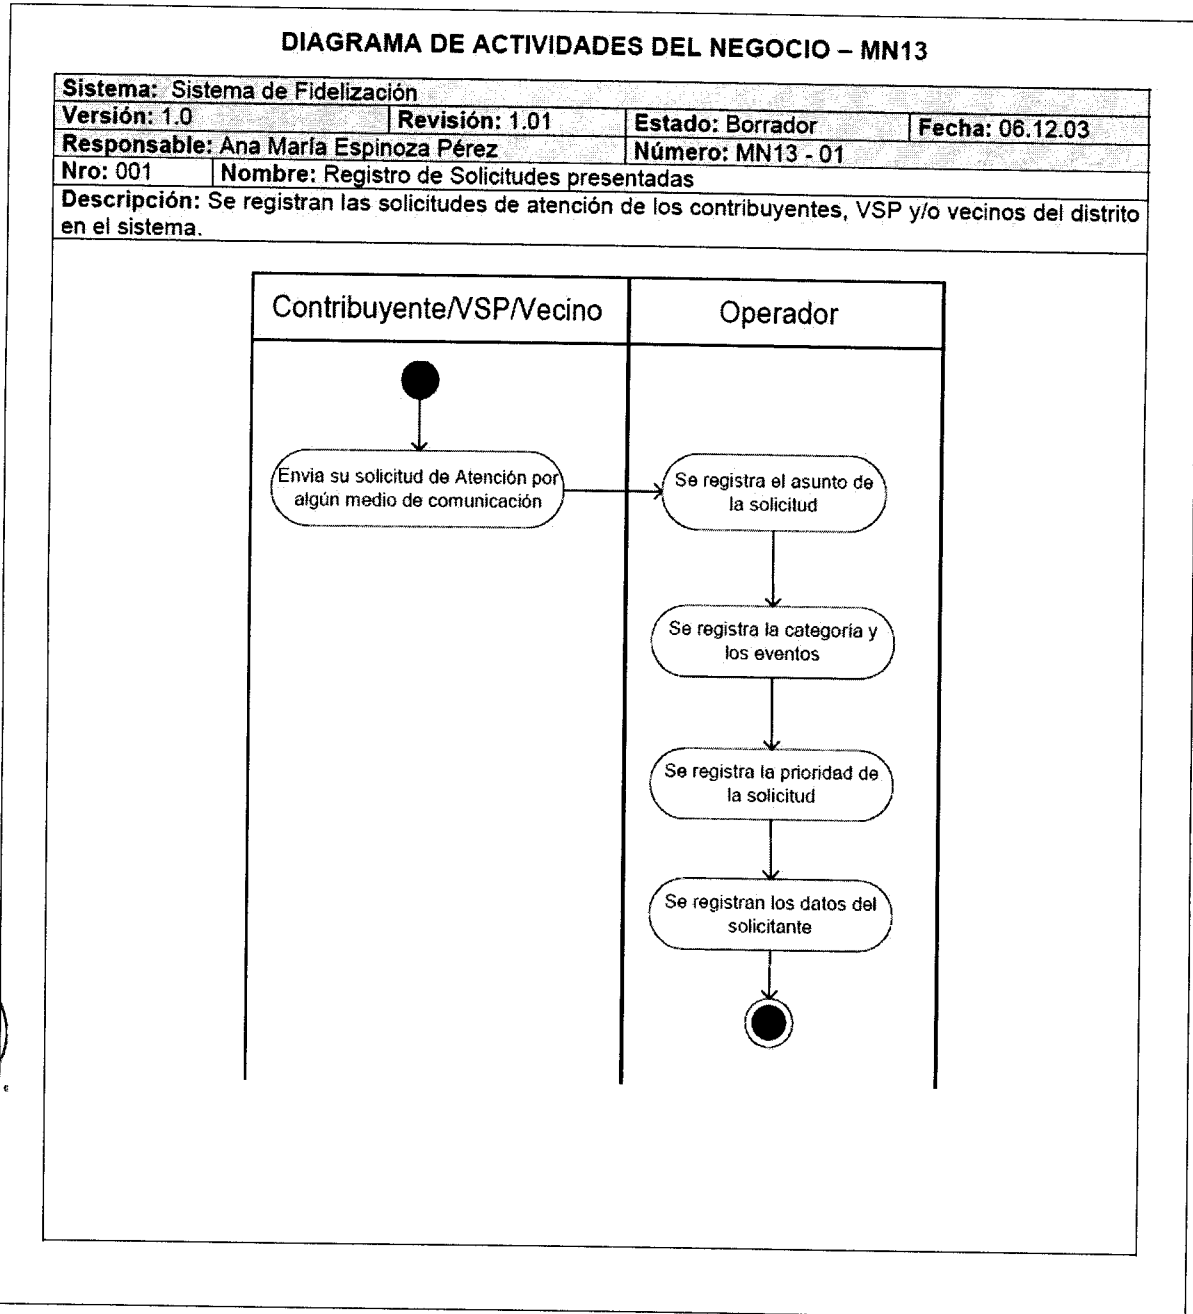 DIAGRAMA DE ACTIVIDADES DEL NEGOCIO – MN13
Sistema: Sistema de Fidelización
Versión: 1.0 Revisión: 1.01 Estado: Borrador Fecha: 06.12.03
Responsable: Ana María Espinoza Pérez Número: MN13 - 01
Nro: 001 Nombre: Registro de Solicitudes presentadas
Descripción: Se registran las solicitudes de atención de los contribuyentes, VSP y/o vecinos del distrito
en el sistema.
Contribuyente/VSP/Vecino
Operador
Envia su solicitud de Atención por
algún medio de comunicación
Se registra el asunto de
la solicitud
Se registra la categoría y
los eventos
Se registra la prioridad de
la solicitud
Se registran los datos del
solicitante